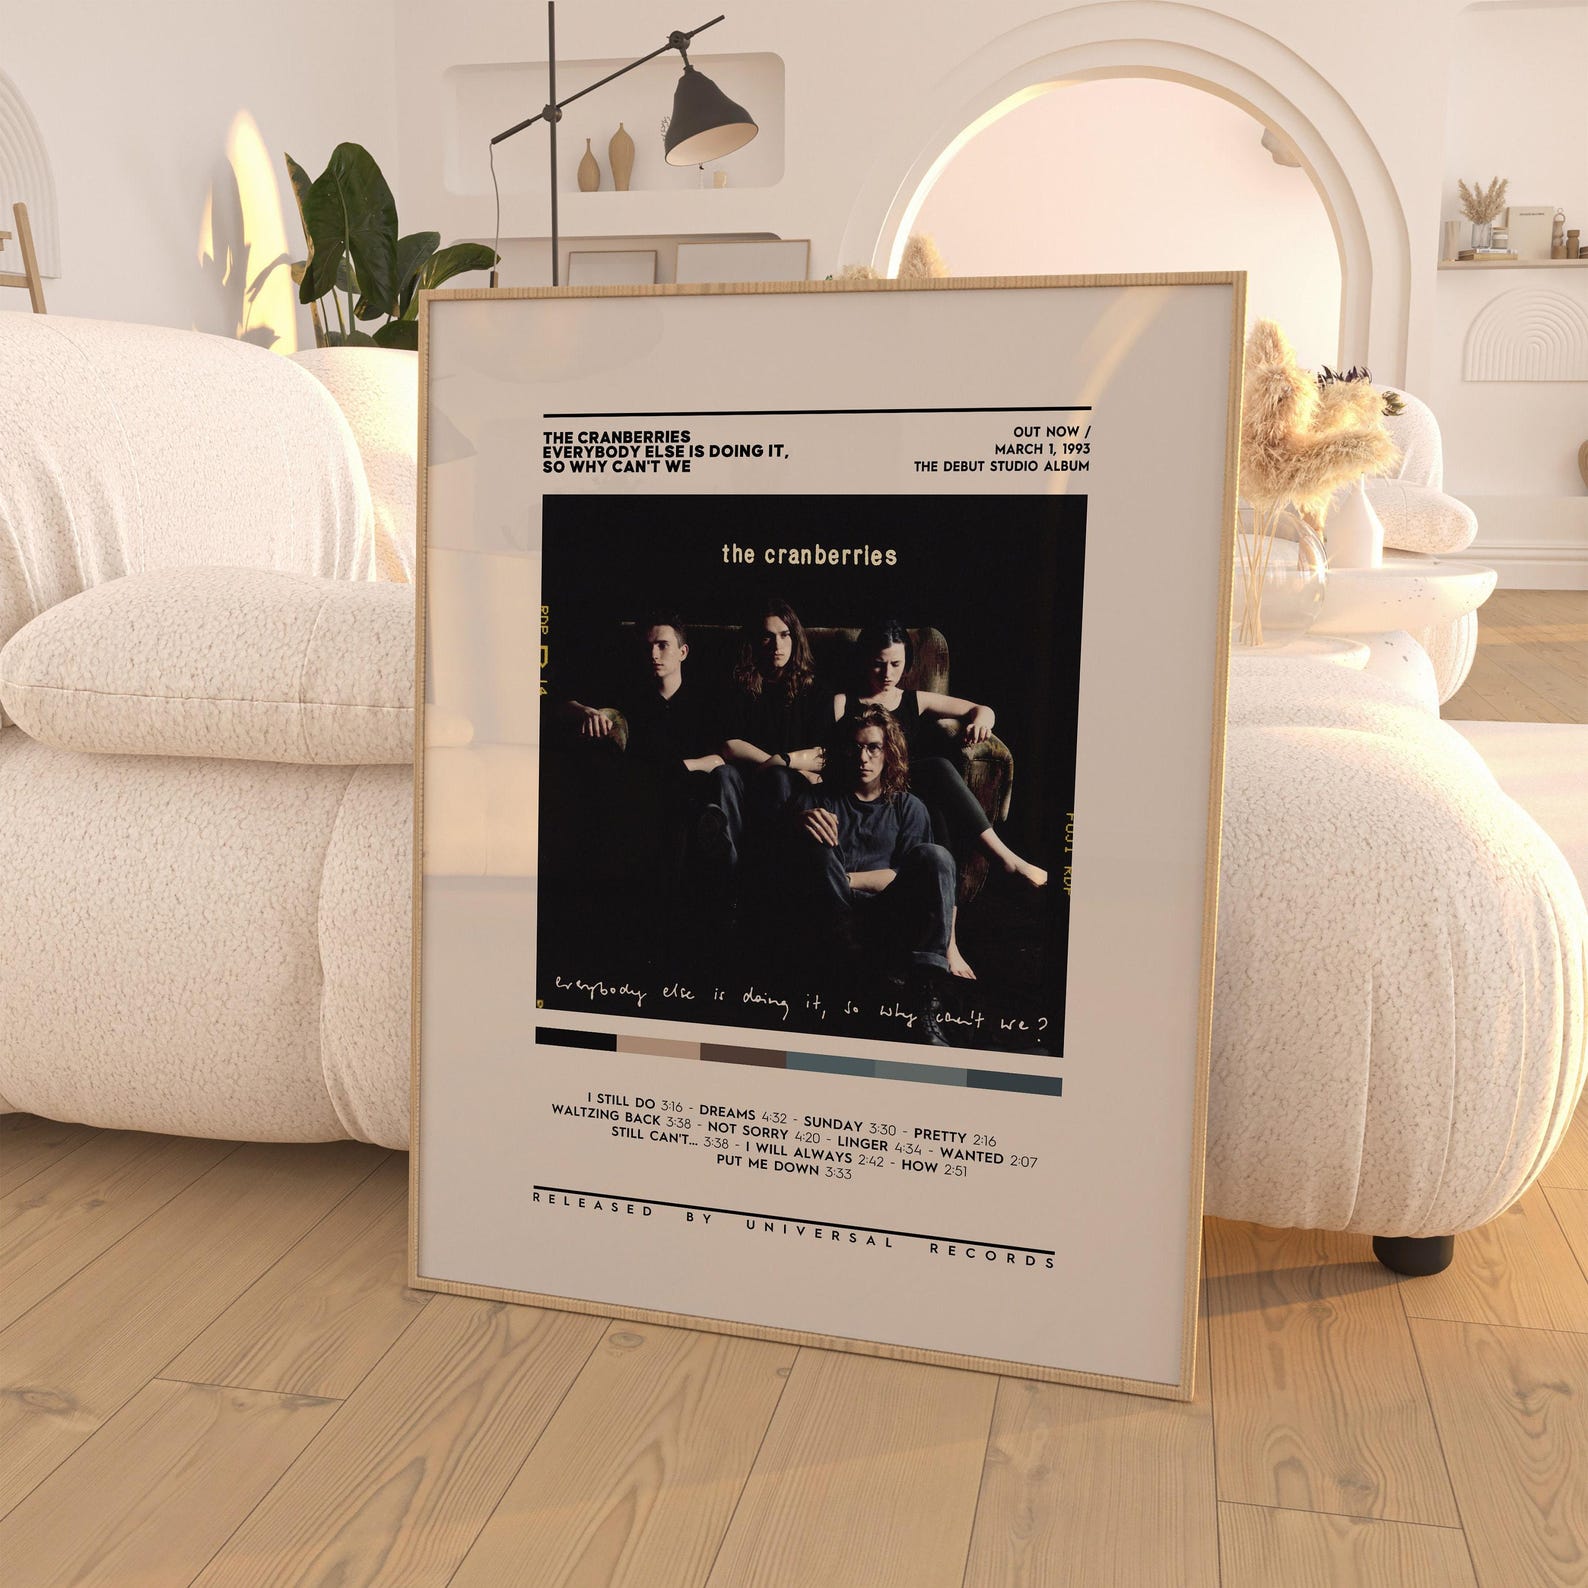 THE CRANBERRIES
EVERYBODY ELSE IS DOING IT,
SO WHY CAN'T WE
OUT NOW /
MARCH 1, 1993
THE DEBUT STUDIO ALBUM
the cranberries
RDP
FUJI RDP
everybody else is doing it, so why can't we?
I STILL DO 3:16 - DREAMS 4:32 - SUNDAY 3:30 - PRETTY 2:16
WALTZING BACK 3:38 - NOT SORRY 4:20 - LINGER 4:34 - WANTED 2:07
STILL CAN'T... 3:38 - I WILL ALWAYS 2:42 - HOW 2:51
PUT ME DOWN 3:33
RELEASED BY UNIVERSAL RECORDS